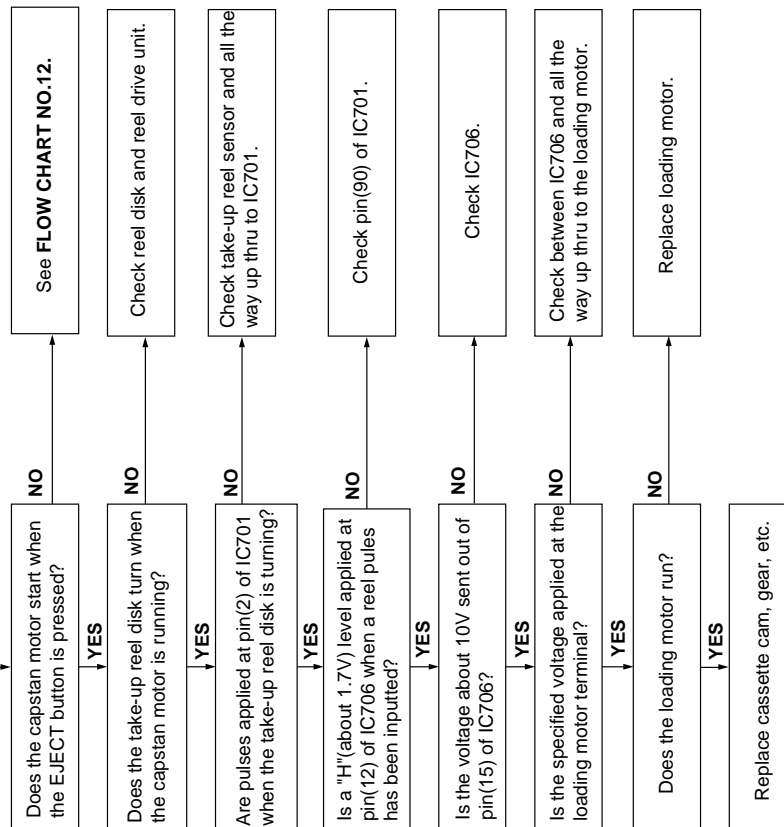 Does the capstan motor start when
the EJECT button is pressed?
NO
See FLOW CHART NO.12.
YES
Does the take-up reel disk turn when
the capstan motor is running?
NO
Check reel disk and reel drive unit.
YES
Are pulses applied at pin(2) of IC701
when the take-up reel disk is turning?
NO
Check take-up reel sensor and all the
way up thru to IC701.
YES
Is a "H"(about 1.7V) level applied at
pin(12) of IC706 when a reel pules
has been inputted?
NO
Check pin(90) of IC701.
YES
Is the voltage about 10V sent out of
pin(15) of IC706?
NO
Check IC706.
YES
Is the specified voltage applied at the
loading motor terminal?
NO
Check between IC706 and all the
way up thru to the loading motor.
YES
Does the loading motor run?
NO
Replace loading motor.
YES
Replace cassette cam, gear, etc.